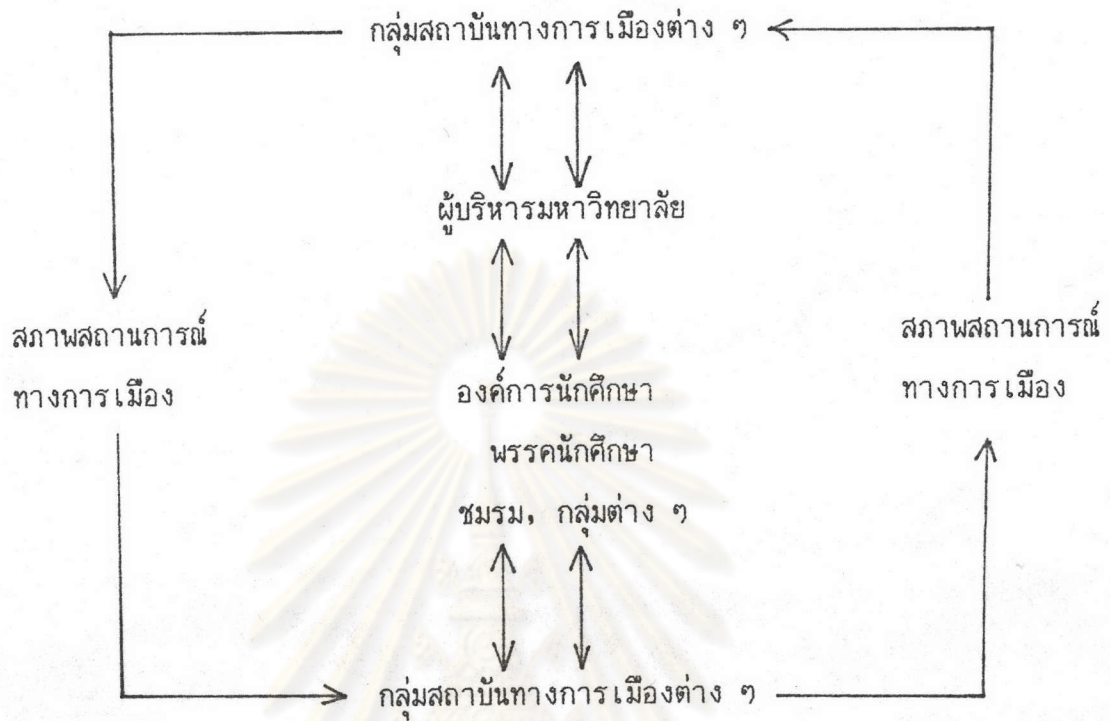 กลุ่มสถาบันทางการเมืองต่าง ๆ
ผู้บริหารมหาวิทยาลัย
สภาพสถานการณ์
ทางการเมือง
สภาพสถานการณ์
ทางการเมือง
องค์การนักศึกษา
พรรคนักศึกษา
ชมรม, กลุ่มต่าง ๆ
กลุ่มสถาบันทางการเมืองต่าง ๆ